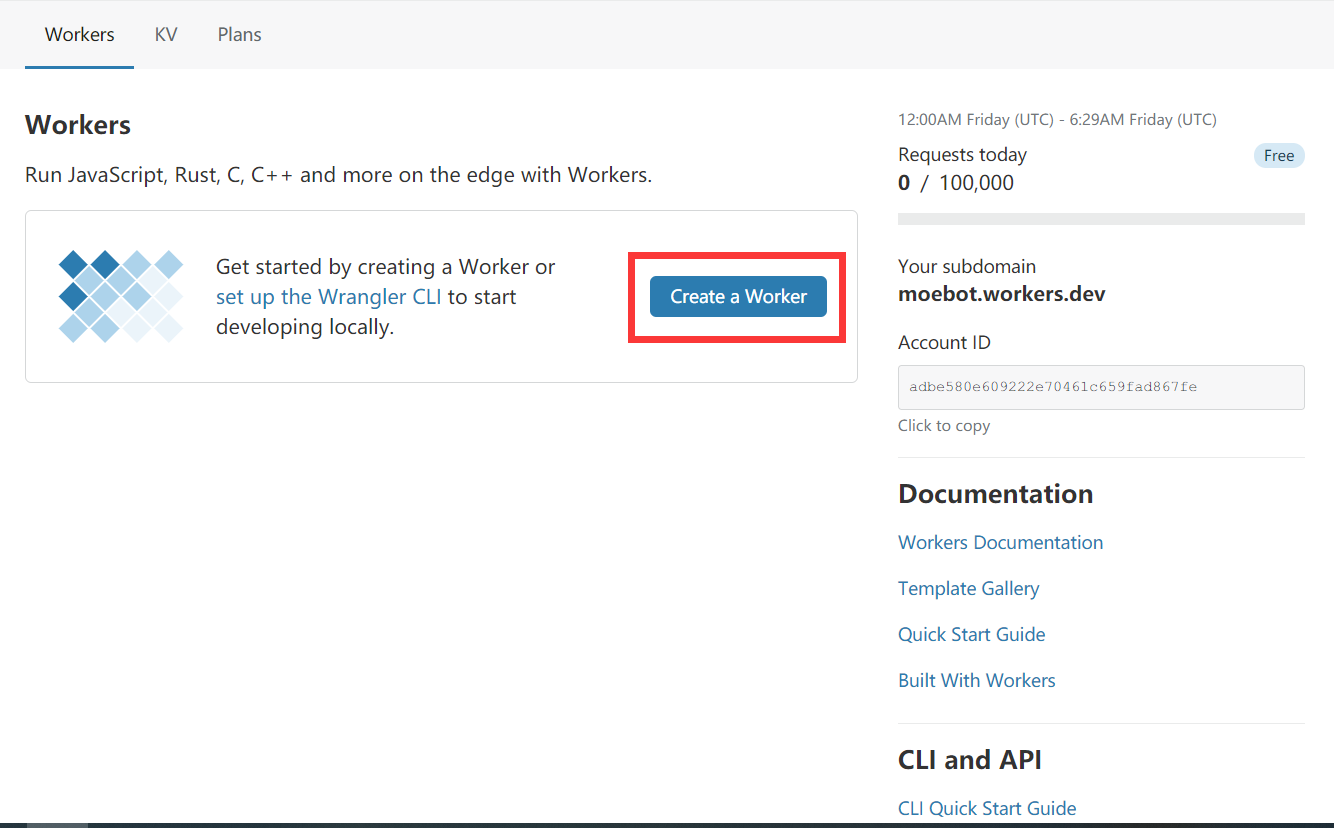 Workers KV Plans
Workers
Run JavaScript, Rust, C, C++ and more on the edge with Workers.
Get started by creating a Worker or
set up the Wrangler CLI to start
developing locally.
Create a Worker
12:00AM Friday (UTC) - 6:29AM Friday (UTC)
Requests today
Free
0 / 100,000
Your subdomain
moebot.workers.dev
Account ID
adbe580e609222e70461c659fad867fe
Click to copy
Documentation
Workers Documentation
Template Gallery
Quick Start Guide
Built With Workers
CLI and API
CLI Quick Start Guide